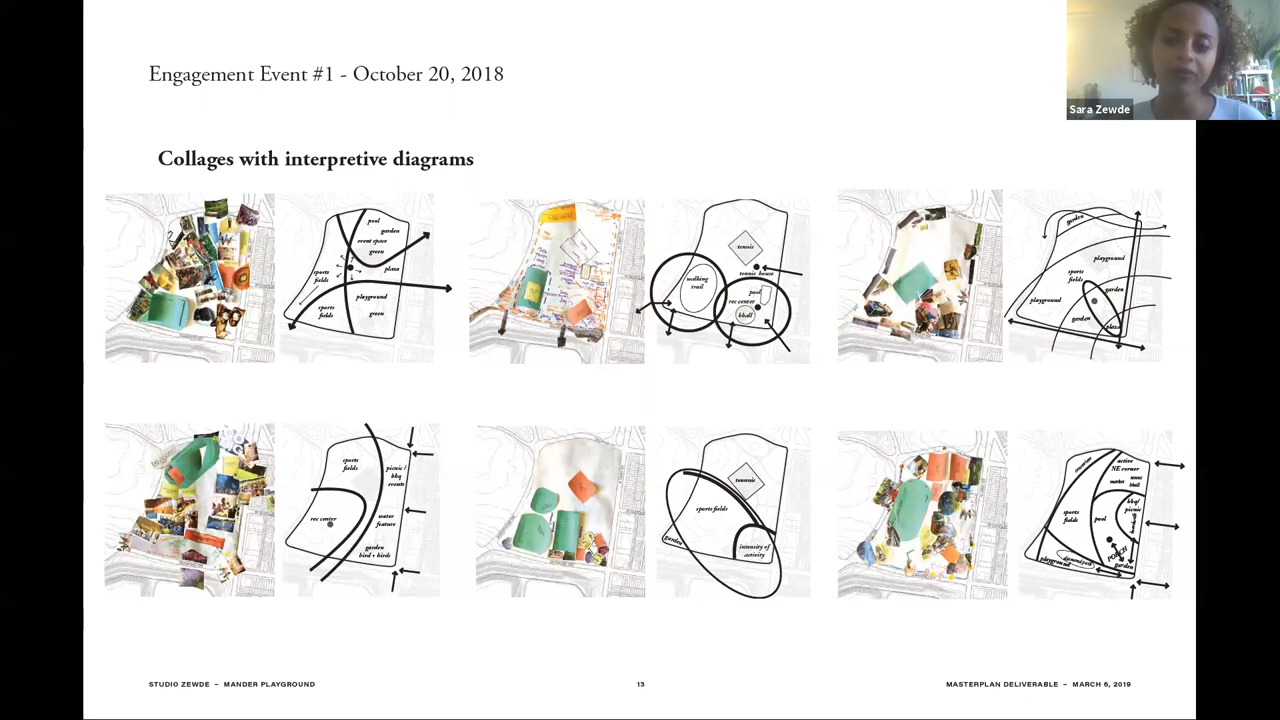 Sara Zewde
Engagement Event #1 - October 20, 2018
Collages with interpretive diagrams
pool
garden
event space
green
plaza
sports
fields
playground
sports
fields
green
tennis
tennis house
walking
trail
pool
rec center
bball
garden
playground
sports
fields
garden
playground
garden
plaza
sports
fields
picnic /
bbq
events
rec center
water
feature
garden
bird + birds
tennis
sports fields
garden
intensity of
activity
active
NE corner
bball
bbq/
picnic
sports
fields
pool
PORCH
playground
garden
STUDIO ZEWDE – MANDER PLAYGROUND
13
MASTERPLAN DELIVERABLE – MARCH 6, 2019